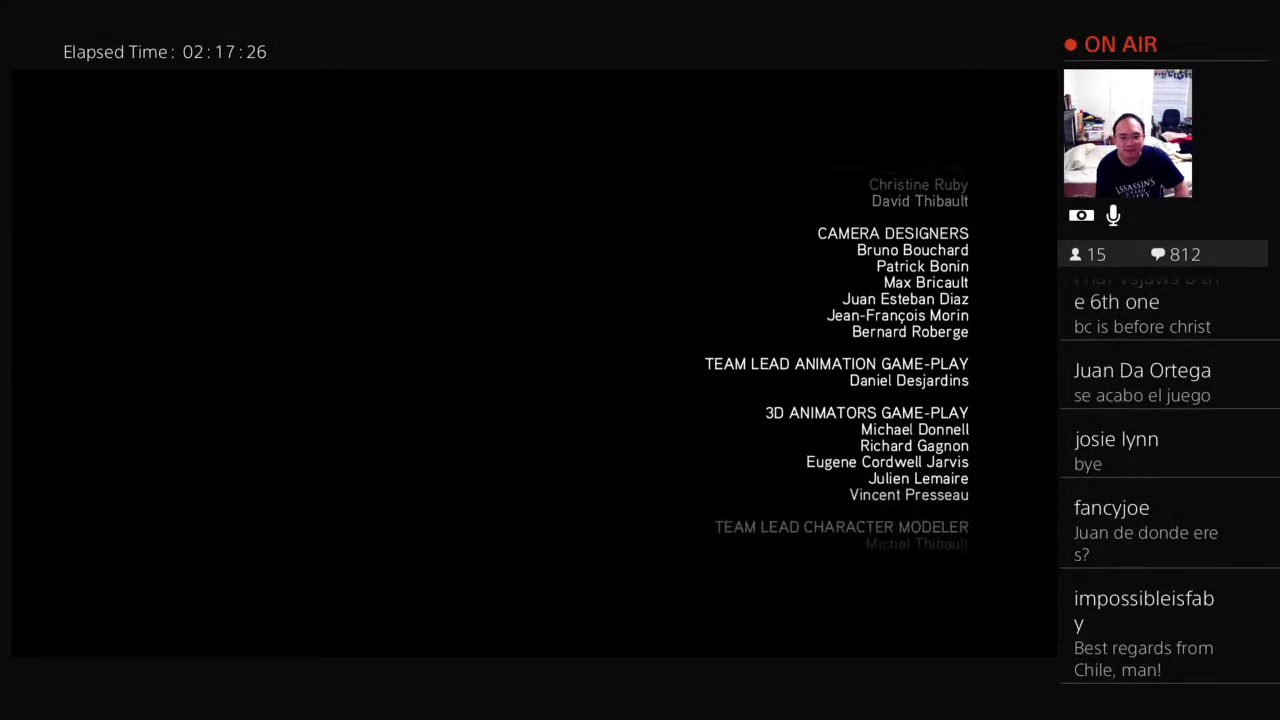 Elapsed Time: 02:17:26
ON AIR
ASSASSIN'S
15
812
Christine Ruby
David Thibault
CAMERA DESIGNERS
Bruno Bouchard
Patrick Bonin
Max Bricault
Juan Esteban Diaz
Jean-François Morin
Bernard Roberge
TEAM LEAD ANIMATION GAME-PLAY
Daniel Desjardins
3D ANIMATORS GAME-PLAY
Michael Donnell
Richard Gagnon
Eugene Cordwell Jarvis
Julien Lemaire
Vincent Presseau
TEAM LEAD CHARACTER MODELER
Michel Thibault
e 6th one
bc is before christ
Juan Da Ortega
se acabo el juego
josie lynn
bye
fancyjoe
Juan de donde ere
s?
impossibleisfab
y
Best regards from
Chile, man!